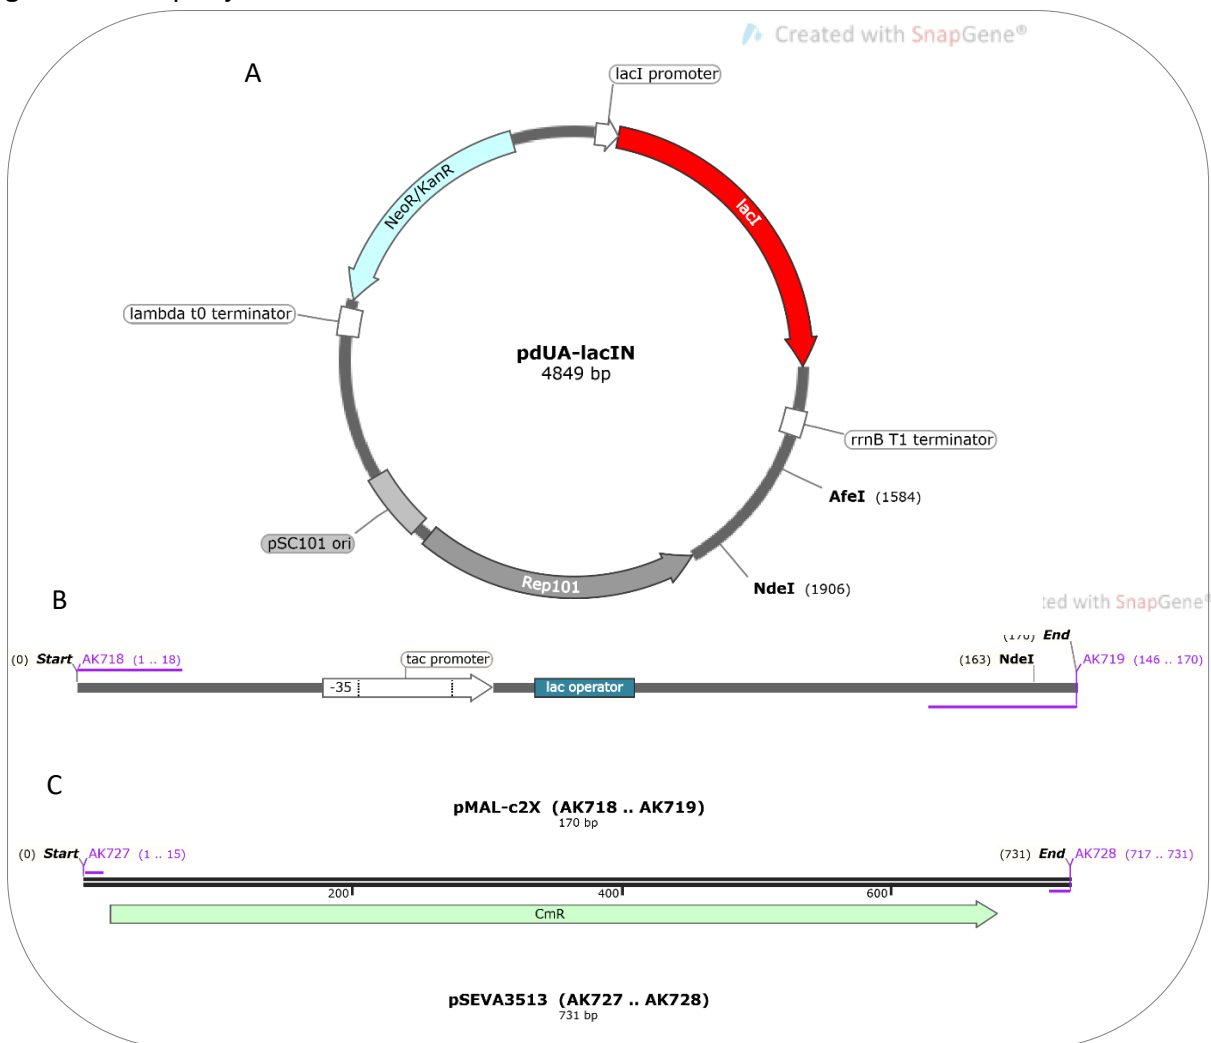 Created with SnapGene®
A
lacI promoter
NeoR/KanR
lacI
lambda t0 terminator
pdUA-lacIN
4849 bp
rrnB T1 terminator
AfeI (1584)
pSC101 ori
Rep101
NdeI (1906)
B
with SnapGene®
End
(0) Start AK718 (1 .. 18) tac promoter (163) NdeI AK719 (146 .. 170)
-35 lac operator
C
pMAL-c2X (AK718 .. AK719)
170 bp
(0) Start AK727 (1 .. 15) (731) End AK728 (717 .. 731)
200 400 600
CmR
pSEVA3513 (AK727 .. AK728)
731 bp